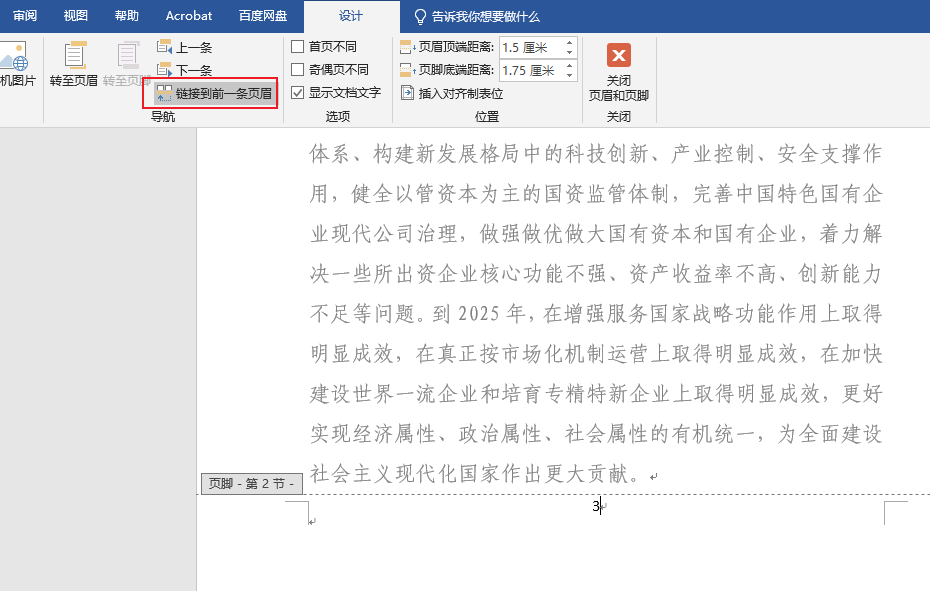 审阅 视图 帮助 Acrobat 百度网盘 设计 告诉我你想要做什么
上一条 首页不同 页眉顶端距离: 1.5 厘米
下一条 奇偶页不同 页脚底端距离: 1.75 厘米
机图片 转至页眉 转至页脚 链接到前一条页眉 显示文档文字 插入对齐制表位 关闭
页眉和页脚
导航 选项 位置 关闭
体系、构建新发展格局中的科技创新、产业控制、安全支撑作
用，健全以管资本为主的国资监管体制，完善中国特色国有企
业现代公司治理，做强做优做大国有资本和国有企业，着力解
决一些所出资企业核心功能不强、资产收益率不高、创新能力
不足等问题。到 2025 年，在增强服务国家战略功能作用上取得
明显成效，在真正按市场化机制运营上取得明显成效，在加快
建设世界一流企业和培育专精特新企业上取得明显成效，更好
实现经济属性、政治属性、社会属性的有机统一，为全面建设
社会主义现代化国家作出更大贡献。
页脚 - 第 2 节 -
3